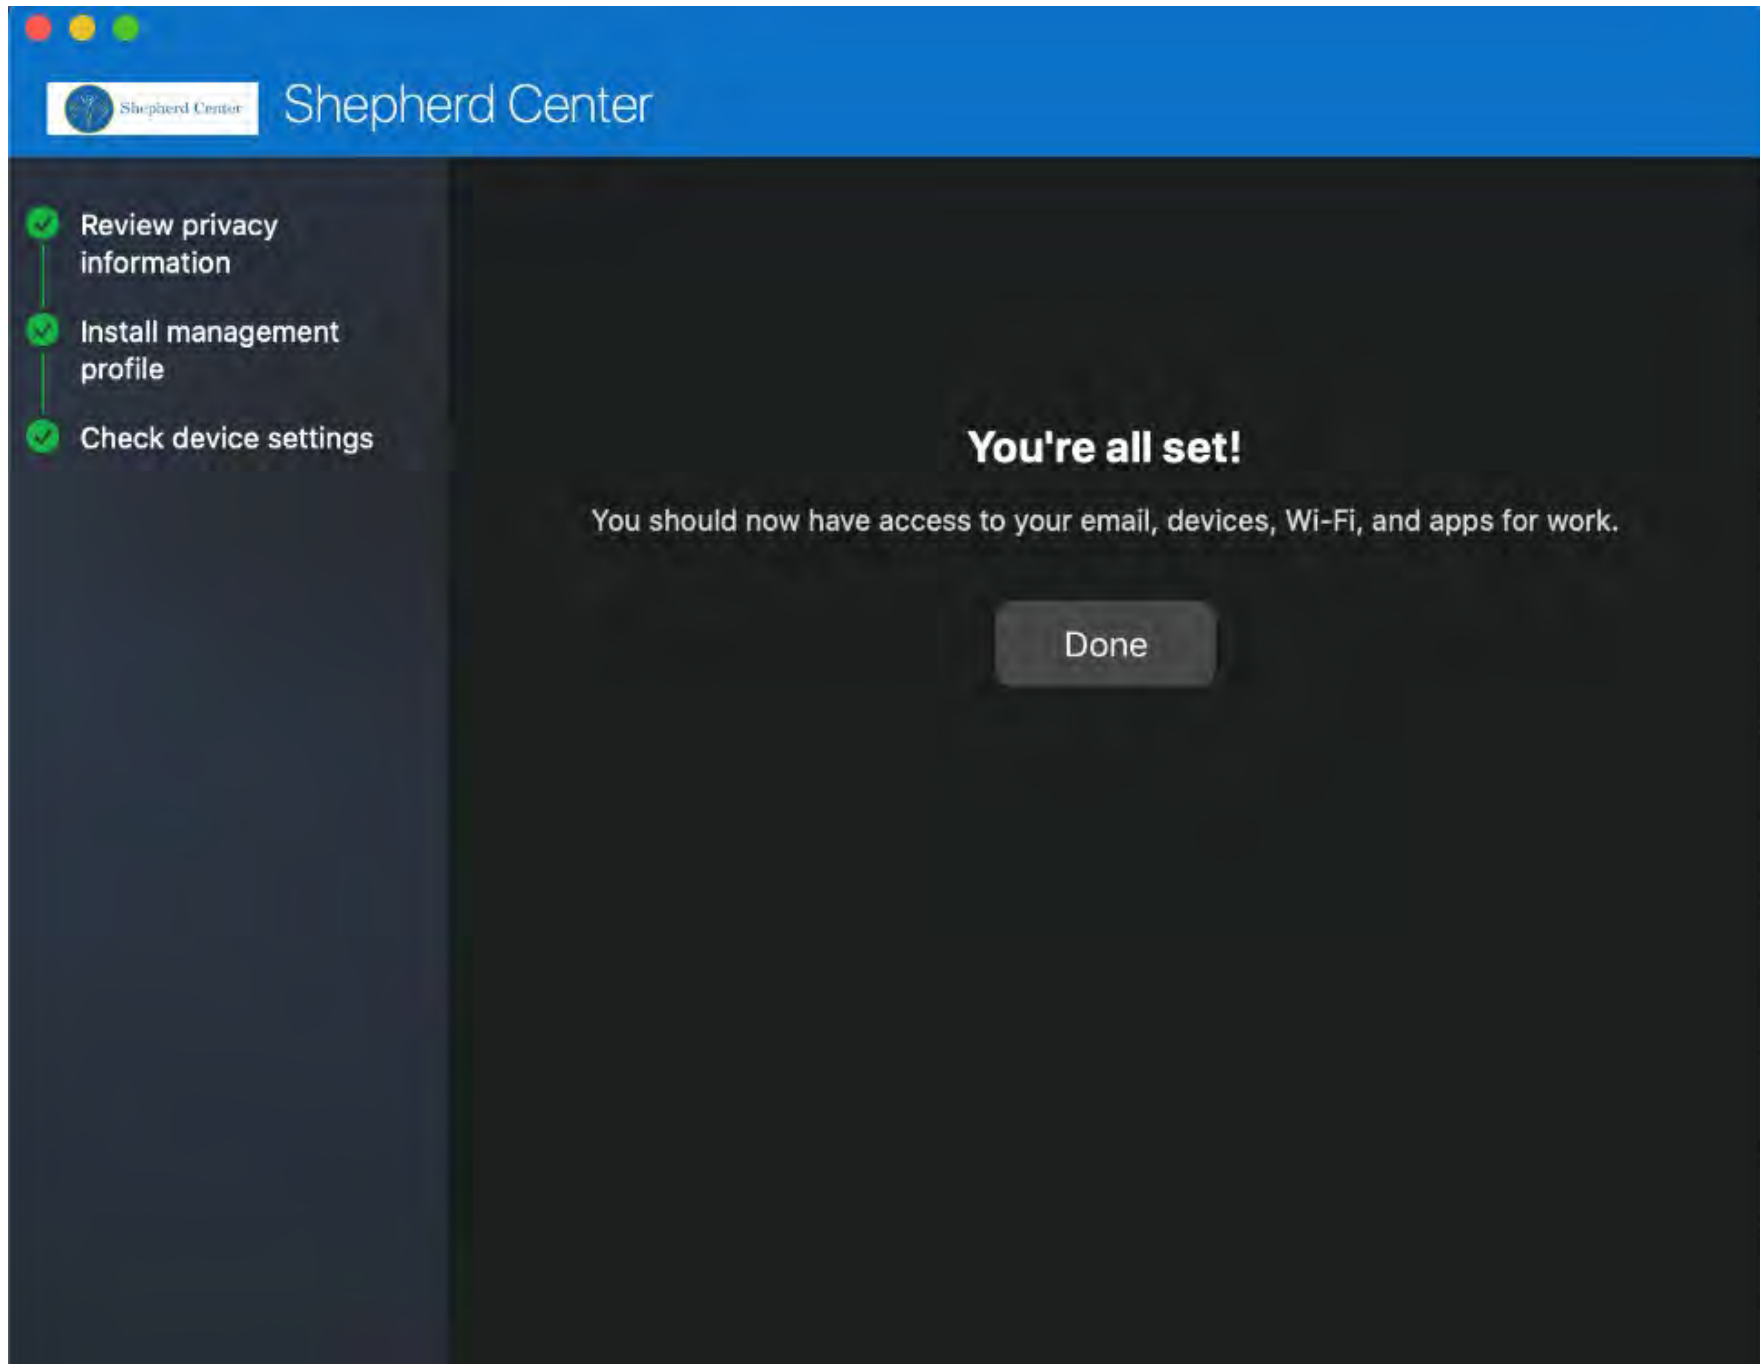 Shepherd Center
Shepherd Center
Review privacy
information
Install management
profile
Check device settings
You're all set!
You should now have access to your email, devices, Wi-Fi, and apps for work.
Done